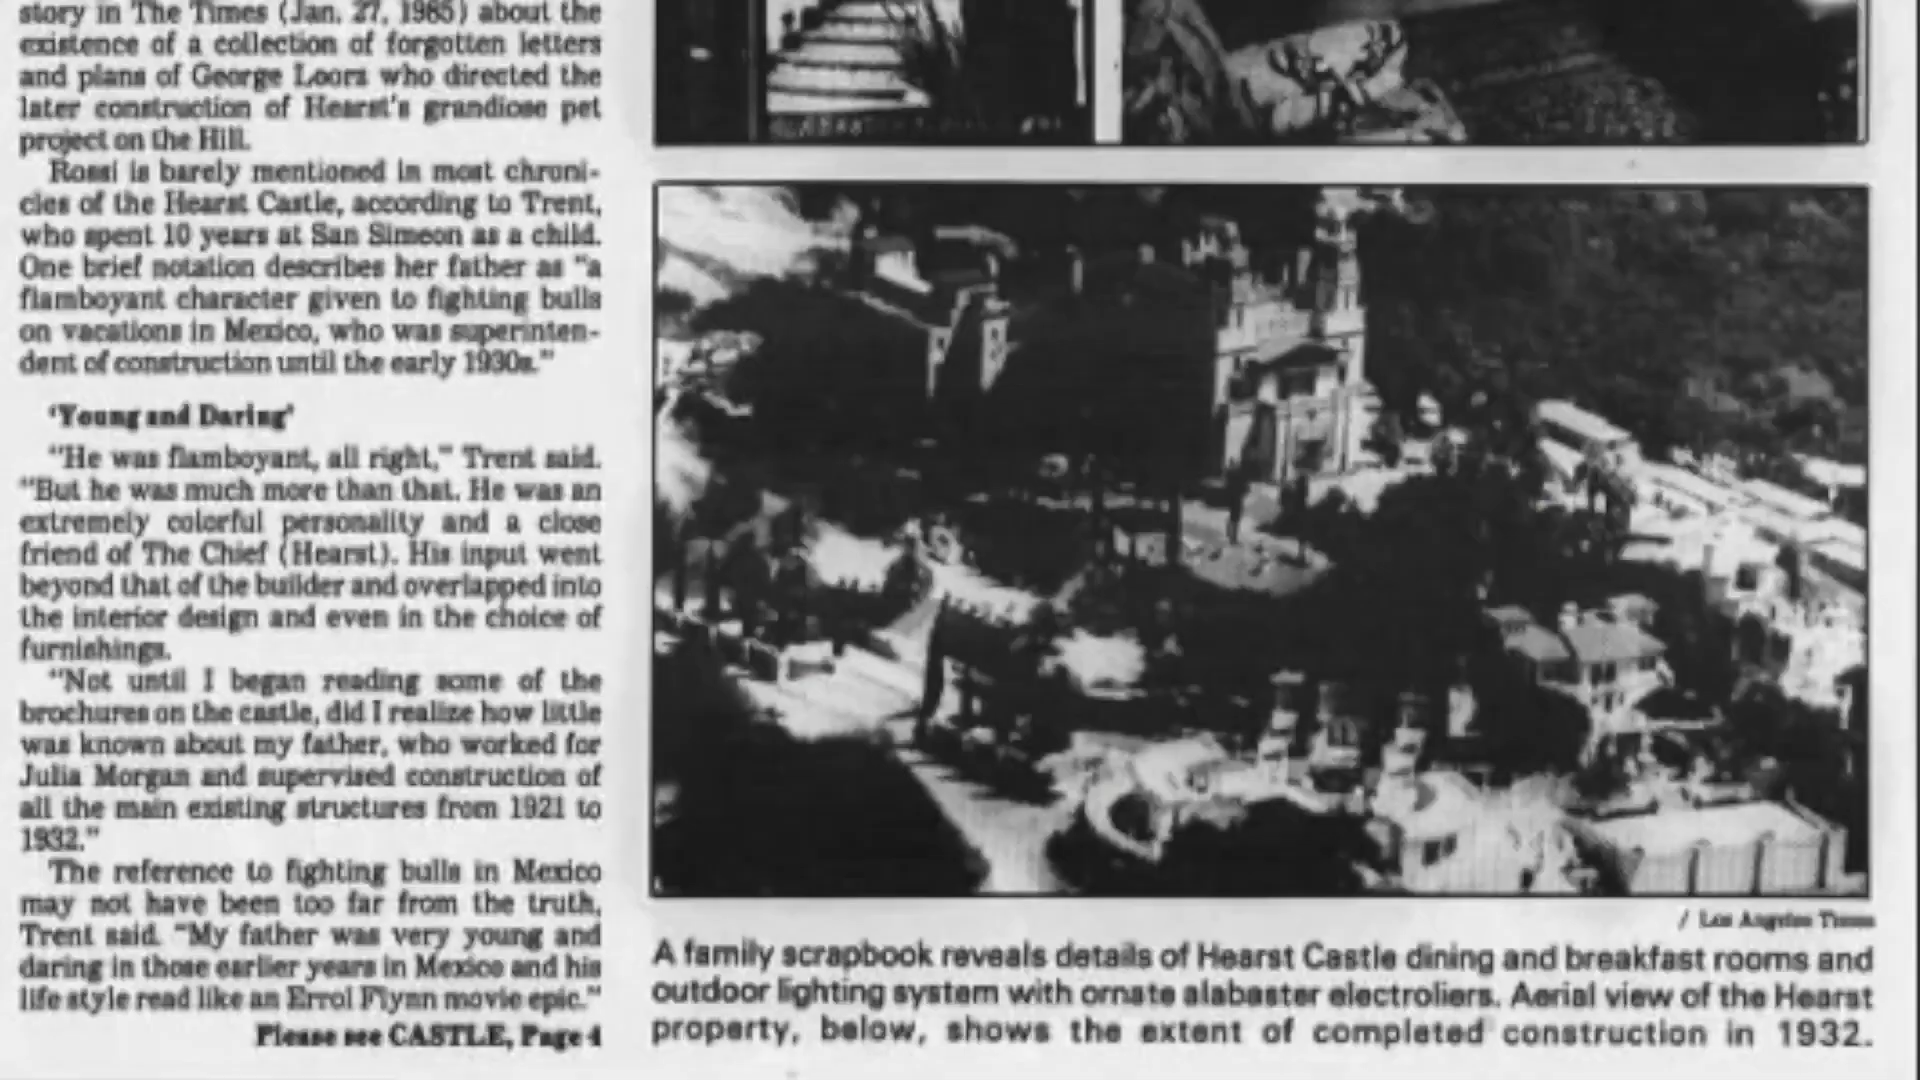 story in The Times (Jan. 27, 1985) about the
existence of a collection of forgotten letters
and plans of George Loorz who directed the
later construction of Hearst's grandiose pet
project on the Hill.
Rossi is barely mentioned in most chroni-
cles of the Hearst Castle, according to Trent,
who spent 10 years at San Simeon as a child.
One brief notation describes her father as "a
flamboyant character given to fighting bulls
on vacations in Mexico, who was superinten-
dent of construction until the early 1930s."
'Young and Daring'
"He was flamboyant, all right," Trent said.
"But he was much more than that. He was an
extremely colorful personality and a close
friend of The Chief (Hearst). His input went
beyond that of the builder and overlapped into
the interior design and even in the choice of
furnishings.
"Not until I began reading some of the
brochures on the castle, did I realize how little
was known about my father, who worked for
Julia Morgan and supervised construction of
all the main existing structures from 1921 to
1932."
The reference to fighting bulls in Mexico
may not have been too far from the truth,
Trent said. "My father was very young and
daring in those earlier years in Mexico and his
life style read like an Errol Flynn movie epic."
Please see CASTLE, Page 4
/ Los Angeles Times
A family scrapbook reveals details of Hearst Castle dining and breakfast rooms and
outdoor lighting system with ornate alabaster electroliers. Aerial view of the Hearst
property, below, shows the extent of completed construction in 1932.